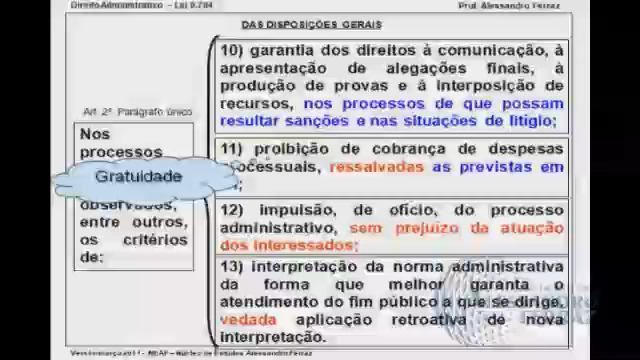 Direito Administrativo - Lei 9.784
Prof. Alessandro Ferraz
DAS DISPOSIÇÕES GERAIS
Art. 2º Parágrafo único
Nos
processos
Gratuidade
observados,
entre outros,
os critérios
de:
10) garantia dos direitos à comunicação, à
apresentação de alegações finais, à
produção de provas e à interposição de
recursos, nos processos de que possam
resultar sanções e nas situações de litígio;
11) proibição de cobrança de despesas
processuais, ressalvadas as previstas em
12) impulsão, de ofício, do processo
administrativo, sem prejuízo da atuação
dos interessados;
13) interpretação da norma administrativa
da forma que melhor garanta o
atendimento do fim público a que se dirige,
vedada aplicação retroativa de nova
interpretação.
Núcleo de Estudos Alessandro Ferraz